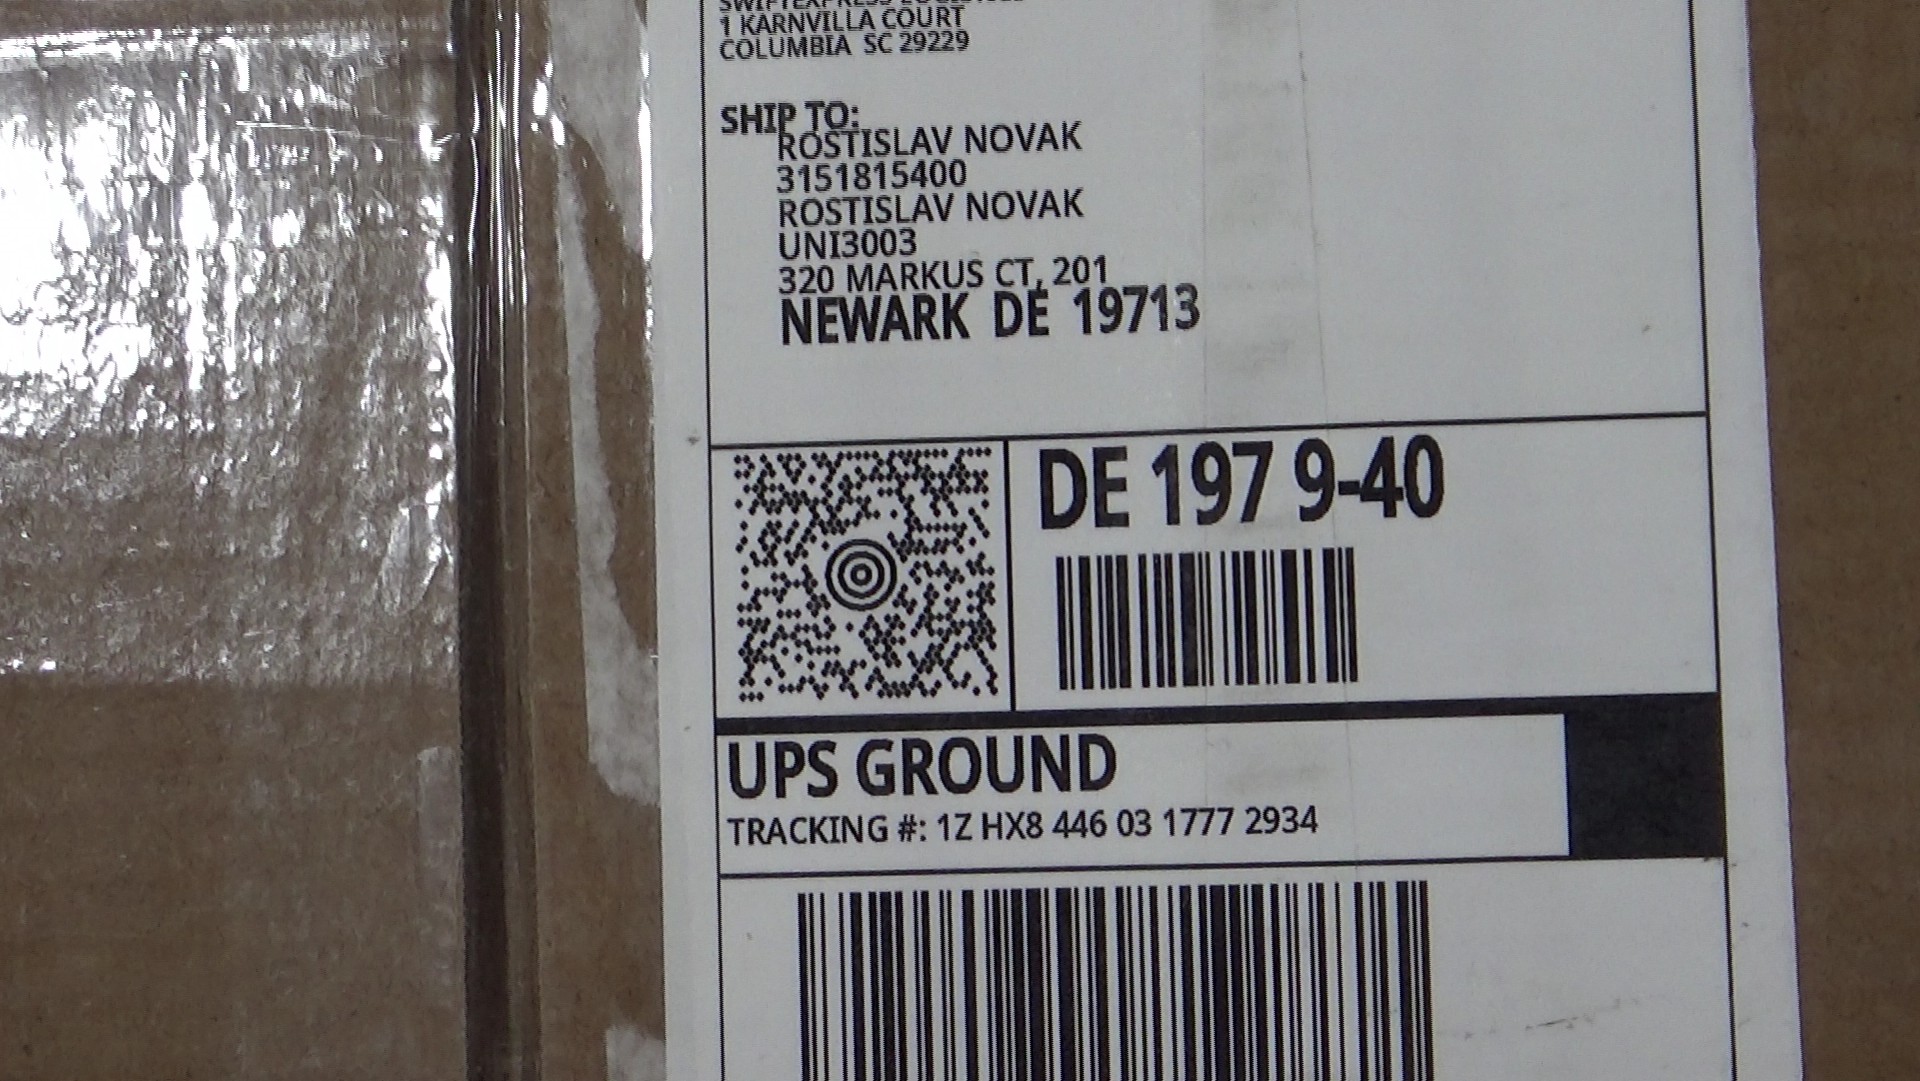 1 KARNVILLA COURT
COLUMBIA SC 29229
SHIP TO:
ROSTISLAV NOVAK
3151815400
ROSTISLAV NOVAK
UNI3003
320 MARKUS CT, 201
NEWARK DE 19713
DE 197 9-40
UPS GROUND
TRACKING #: 1Z HX8 446 03 1777 2934